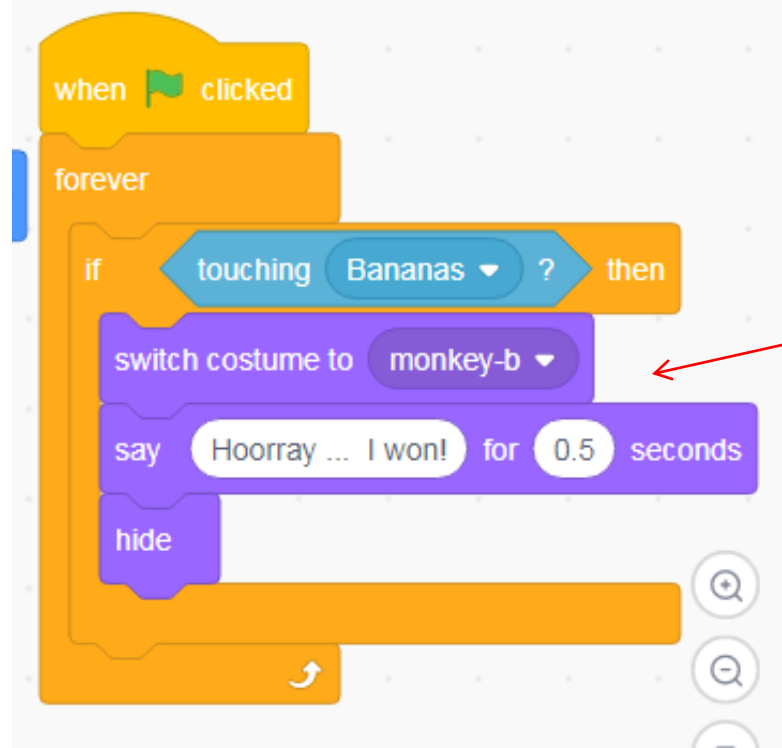 when clicked
forever
if touching Bananas ? then
switch costume to monkey-b
say Hoorray ... I won! for 0.5 seconds
hide